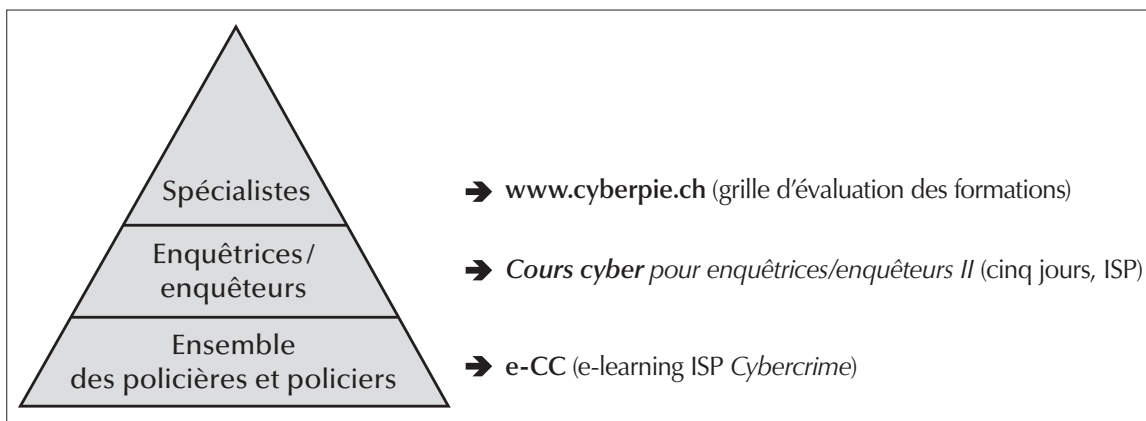 Spécialistes
➔ www.cyberpie.ch (grille d’évaluation des formations)
Enquêtrices/
enquêteurs
➔ Cours cyber pour enquêtrices/enquêteurs II (cinq jours, ISP)
Ensemble
des policières et policiers
➔ e-CC (e-learning ISP Cybercrime)